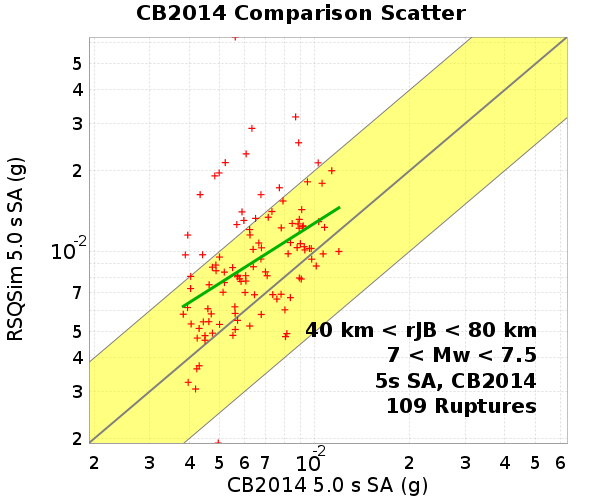 CB2014 Comparison Scatter
RSQSim 5.0 s SA (g)
5
4
3
2
10-2
7
5
4
3
2
40 km < rJB < 80 km
7 < Mw < 7.5
5s SA, CB2014
109 Ruptures
2 3 4 5 6 7 10-2 2 3 4 5 6
CB2014 5.0 s SA (g)